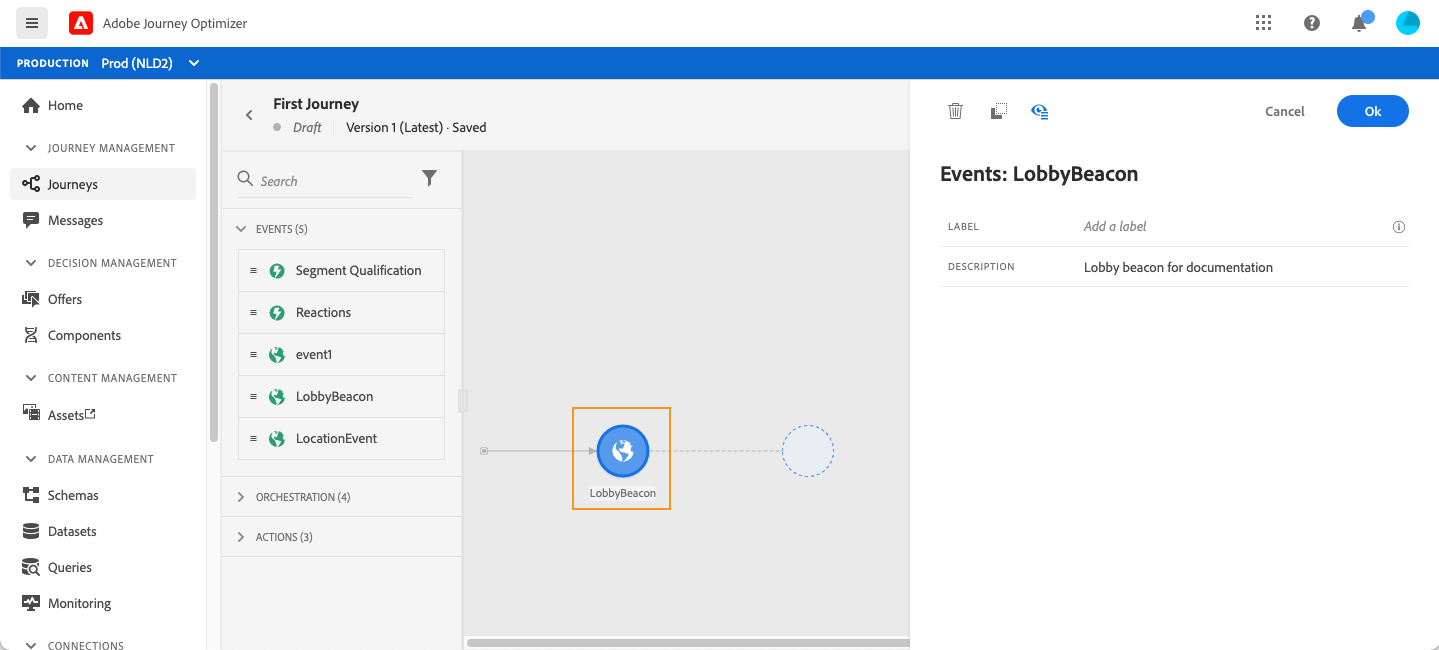 Adobe Journey Optimizer
PRODUCTION Prod (NLD2)
Home
JOURNEY MANAGEMENT
Journeys
Messages
DECISION MANAGEMENT
Offers
Components
CONTENT MANAGEMENT
Assets
DATA MANAGEMENT
Schemas
Datasets
Queries
Monitoring
CONNECTIONS
First Journey
Draft Version 1 (Latest) · Saved
Search
EVENTS (5)
Segment Qualification
Reactions
event1
LobbyBeacon
LocationEvent
ORCHESTRATION (4)
ACTIONS (3)
LobbyBeacon
Cancel Ok
Events: LobbyBeacon
LABEL Add a label
DESCRIPTION Lobby beacon for documentation